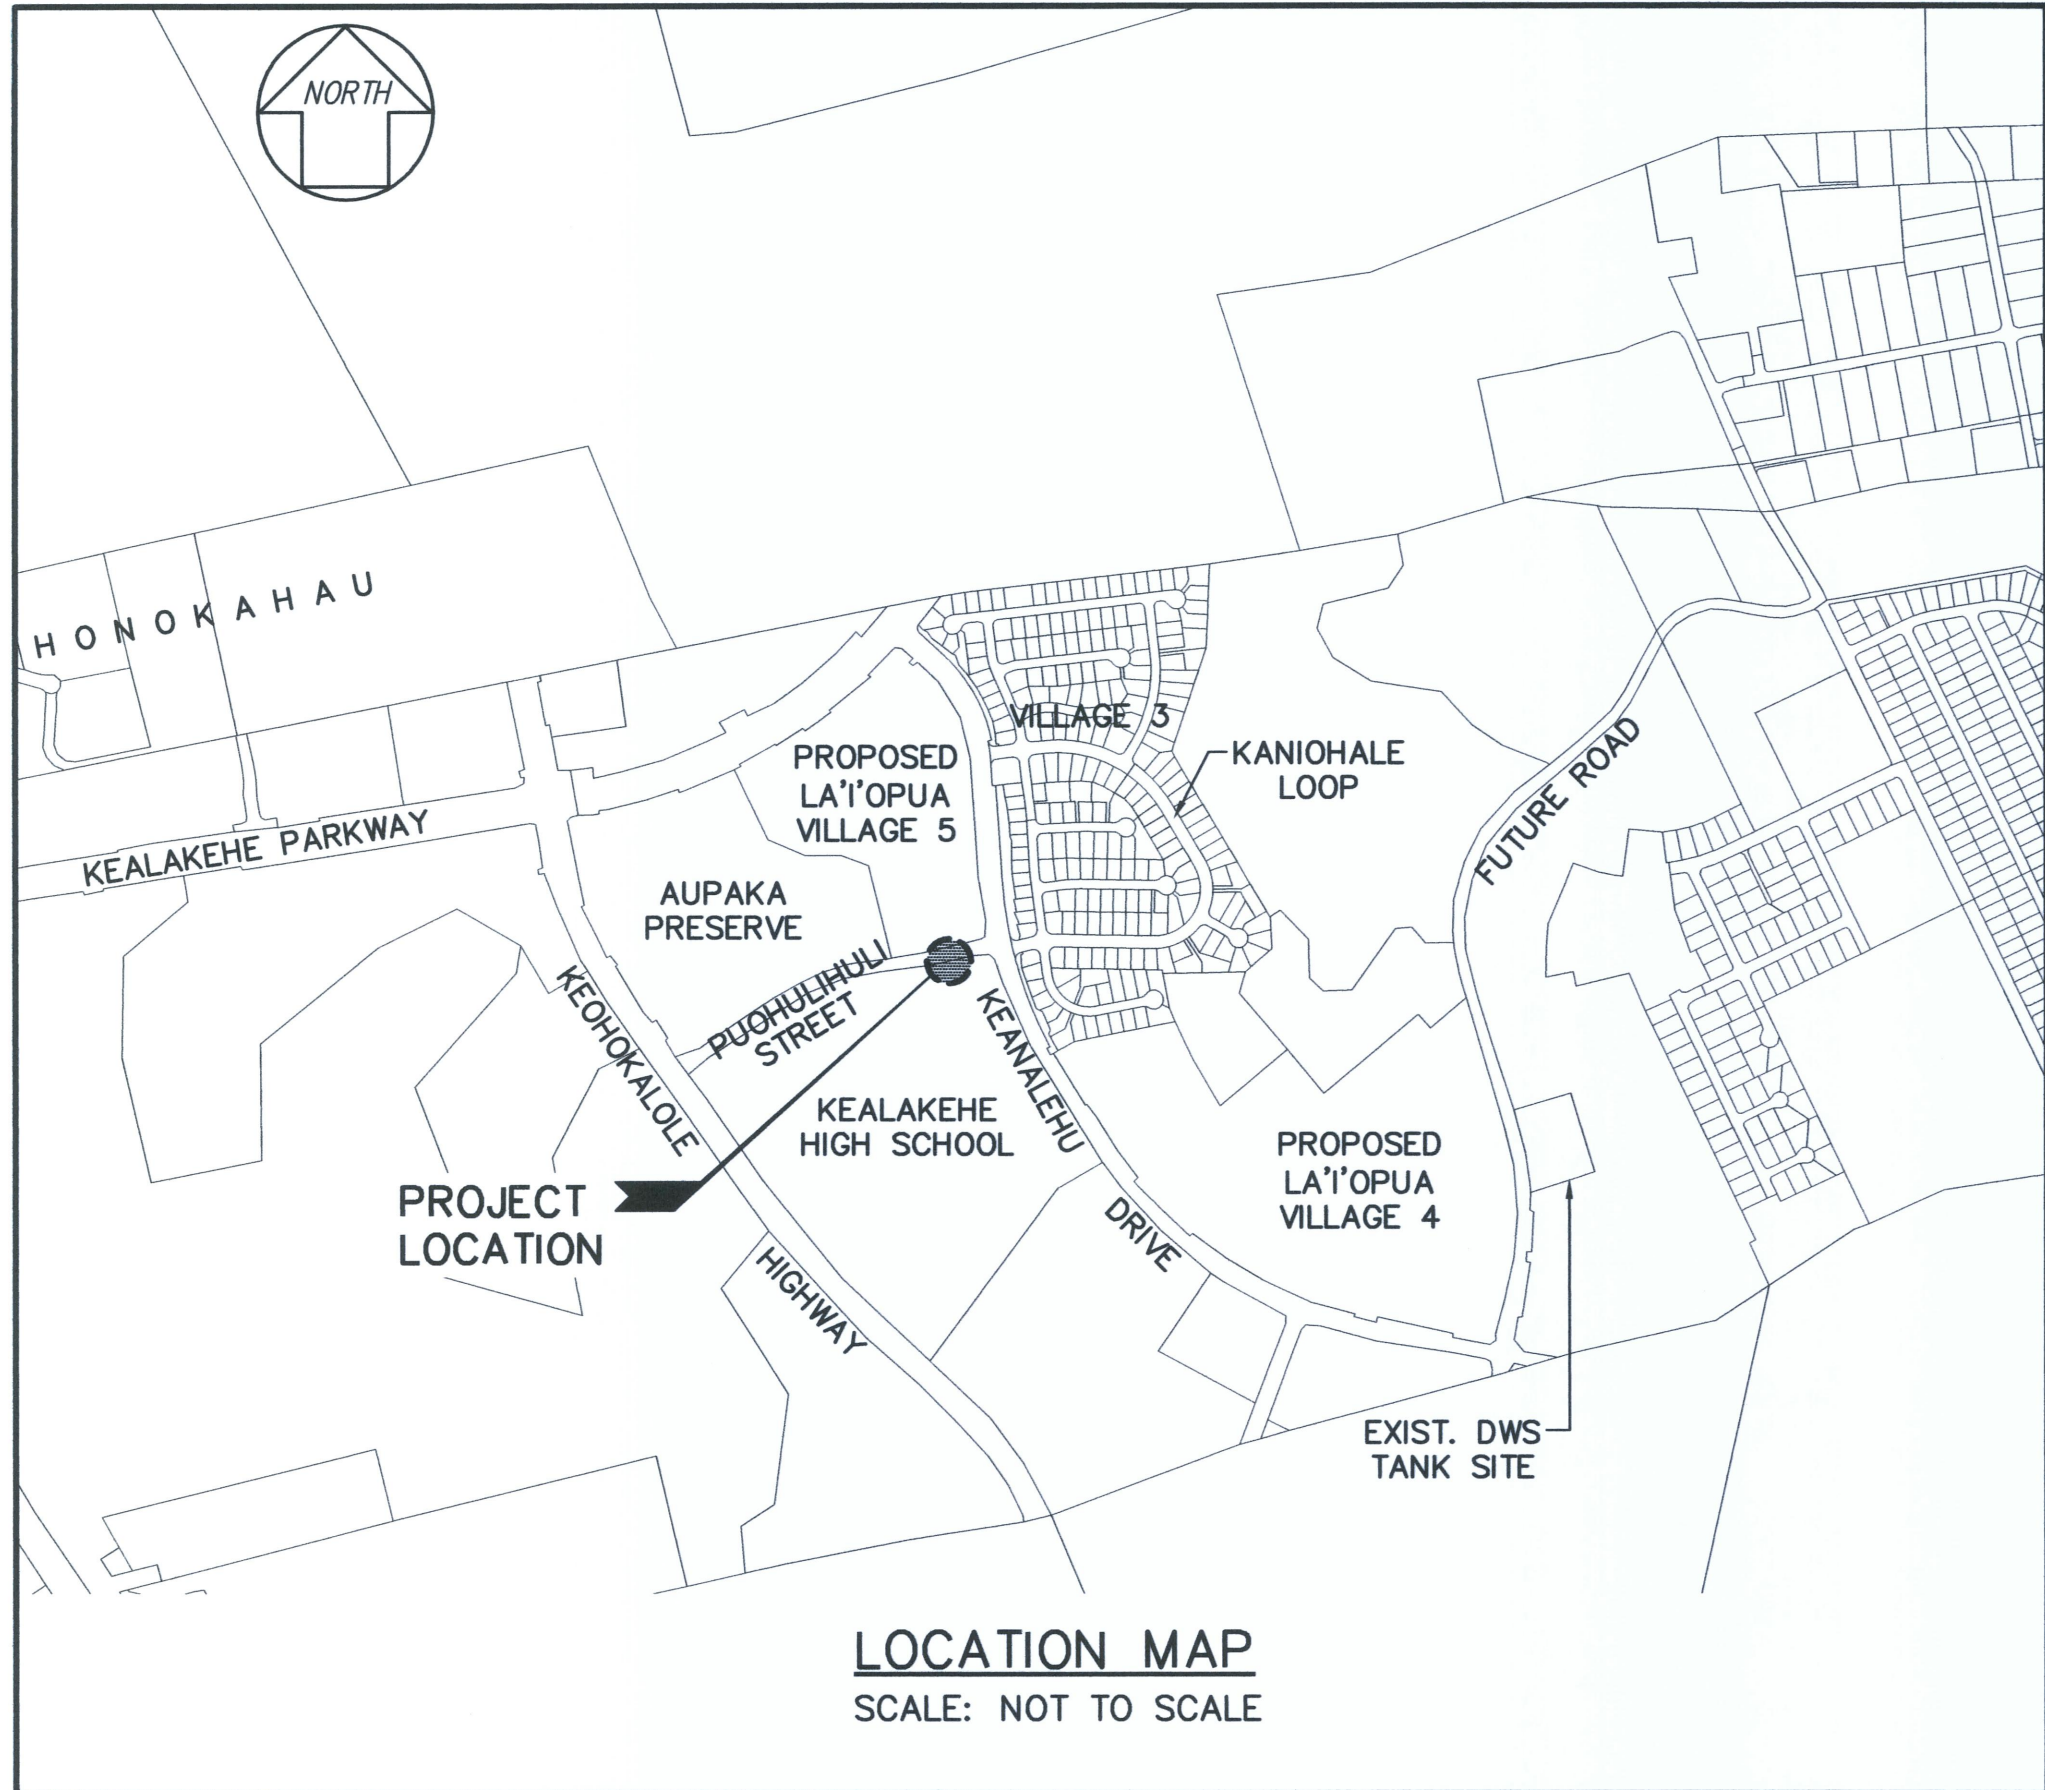 NORTH
HONOKAHAU
VILLAGE 3
PROPOSED
LA'I'OPUA
VILLAGE 5
KANIOHALE
LOOP
FUTURE ROAD
KEALAKEHE PARKWAY
AUPAKA
PRESERVE
PUOHULIHULI
STREET
KEOHOKALOLE
HIGHWAY
KEANALEHU
DRIVE
KEALAKEHE
HIGH SCHOOL
PROPOSED
LA'I'OPUA
VILLAGE 4
PROJECT
LOCATION
EXIST. DWS
TANK SITE
LOCATION MAP
SCALE: NOT TO SCALE